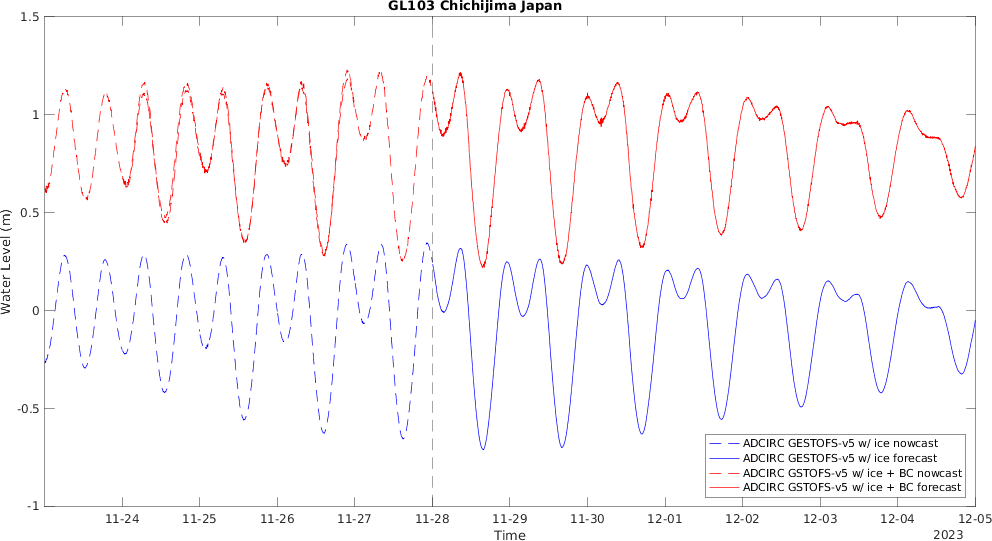 GL103 Chichijima Japan
1.5
1
0.5
0
-0.5
-1
Water Level (m)
11-24
11-25
11-26
11-27
11-28
11-29
11-30
12-01
12-02
12-03
12-04
12-05
Time
2023
ADCIRC GESTOFS-v5 w/ ice nowcast
ADCIRC GESTOFS-v5 w/ ice forecast
ADCIRC GSTOFS-v5 w/ ice + BC nowcast
ADCIRC GSTOFS-v5 w/ ice + BC forecast